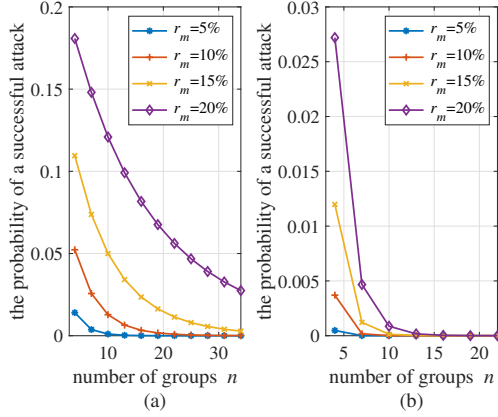 the probability of a successful attack
0.2
0.15
0.1
0.05
0
r_m=5%
r_m=10%
r_m=15%
r_m=20%
10 20 30
number of groups n
(a)
the probability of a successful attack
0.03
0.025
0.02
0.015
0.01
0.005
0
r_m=5%
r_m=10%
r_m=15%
r_m=20%
5 10 15 20
number of groups n
(b)